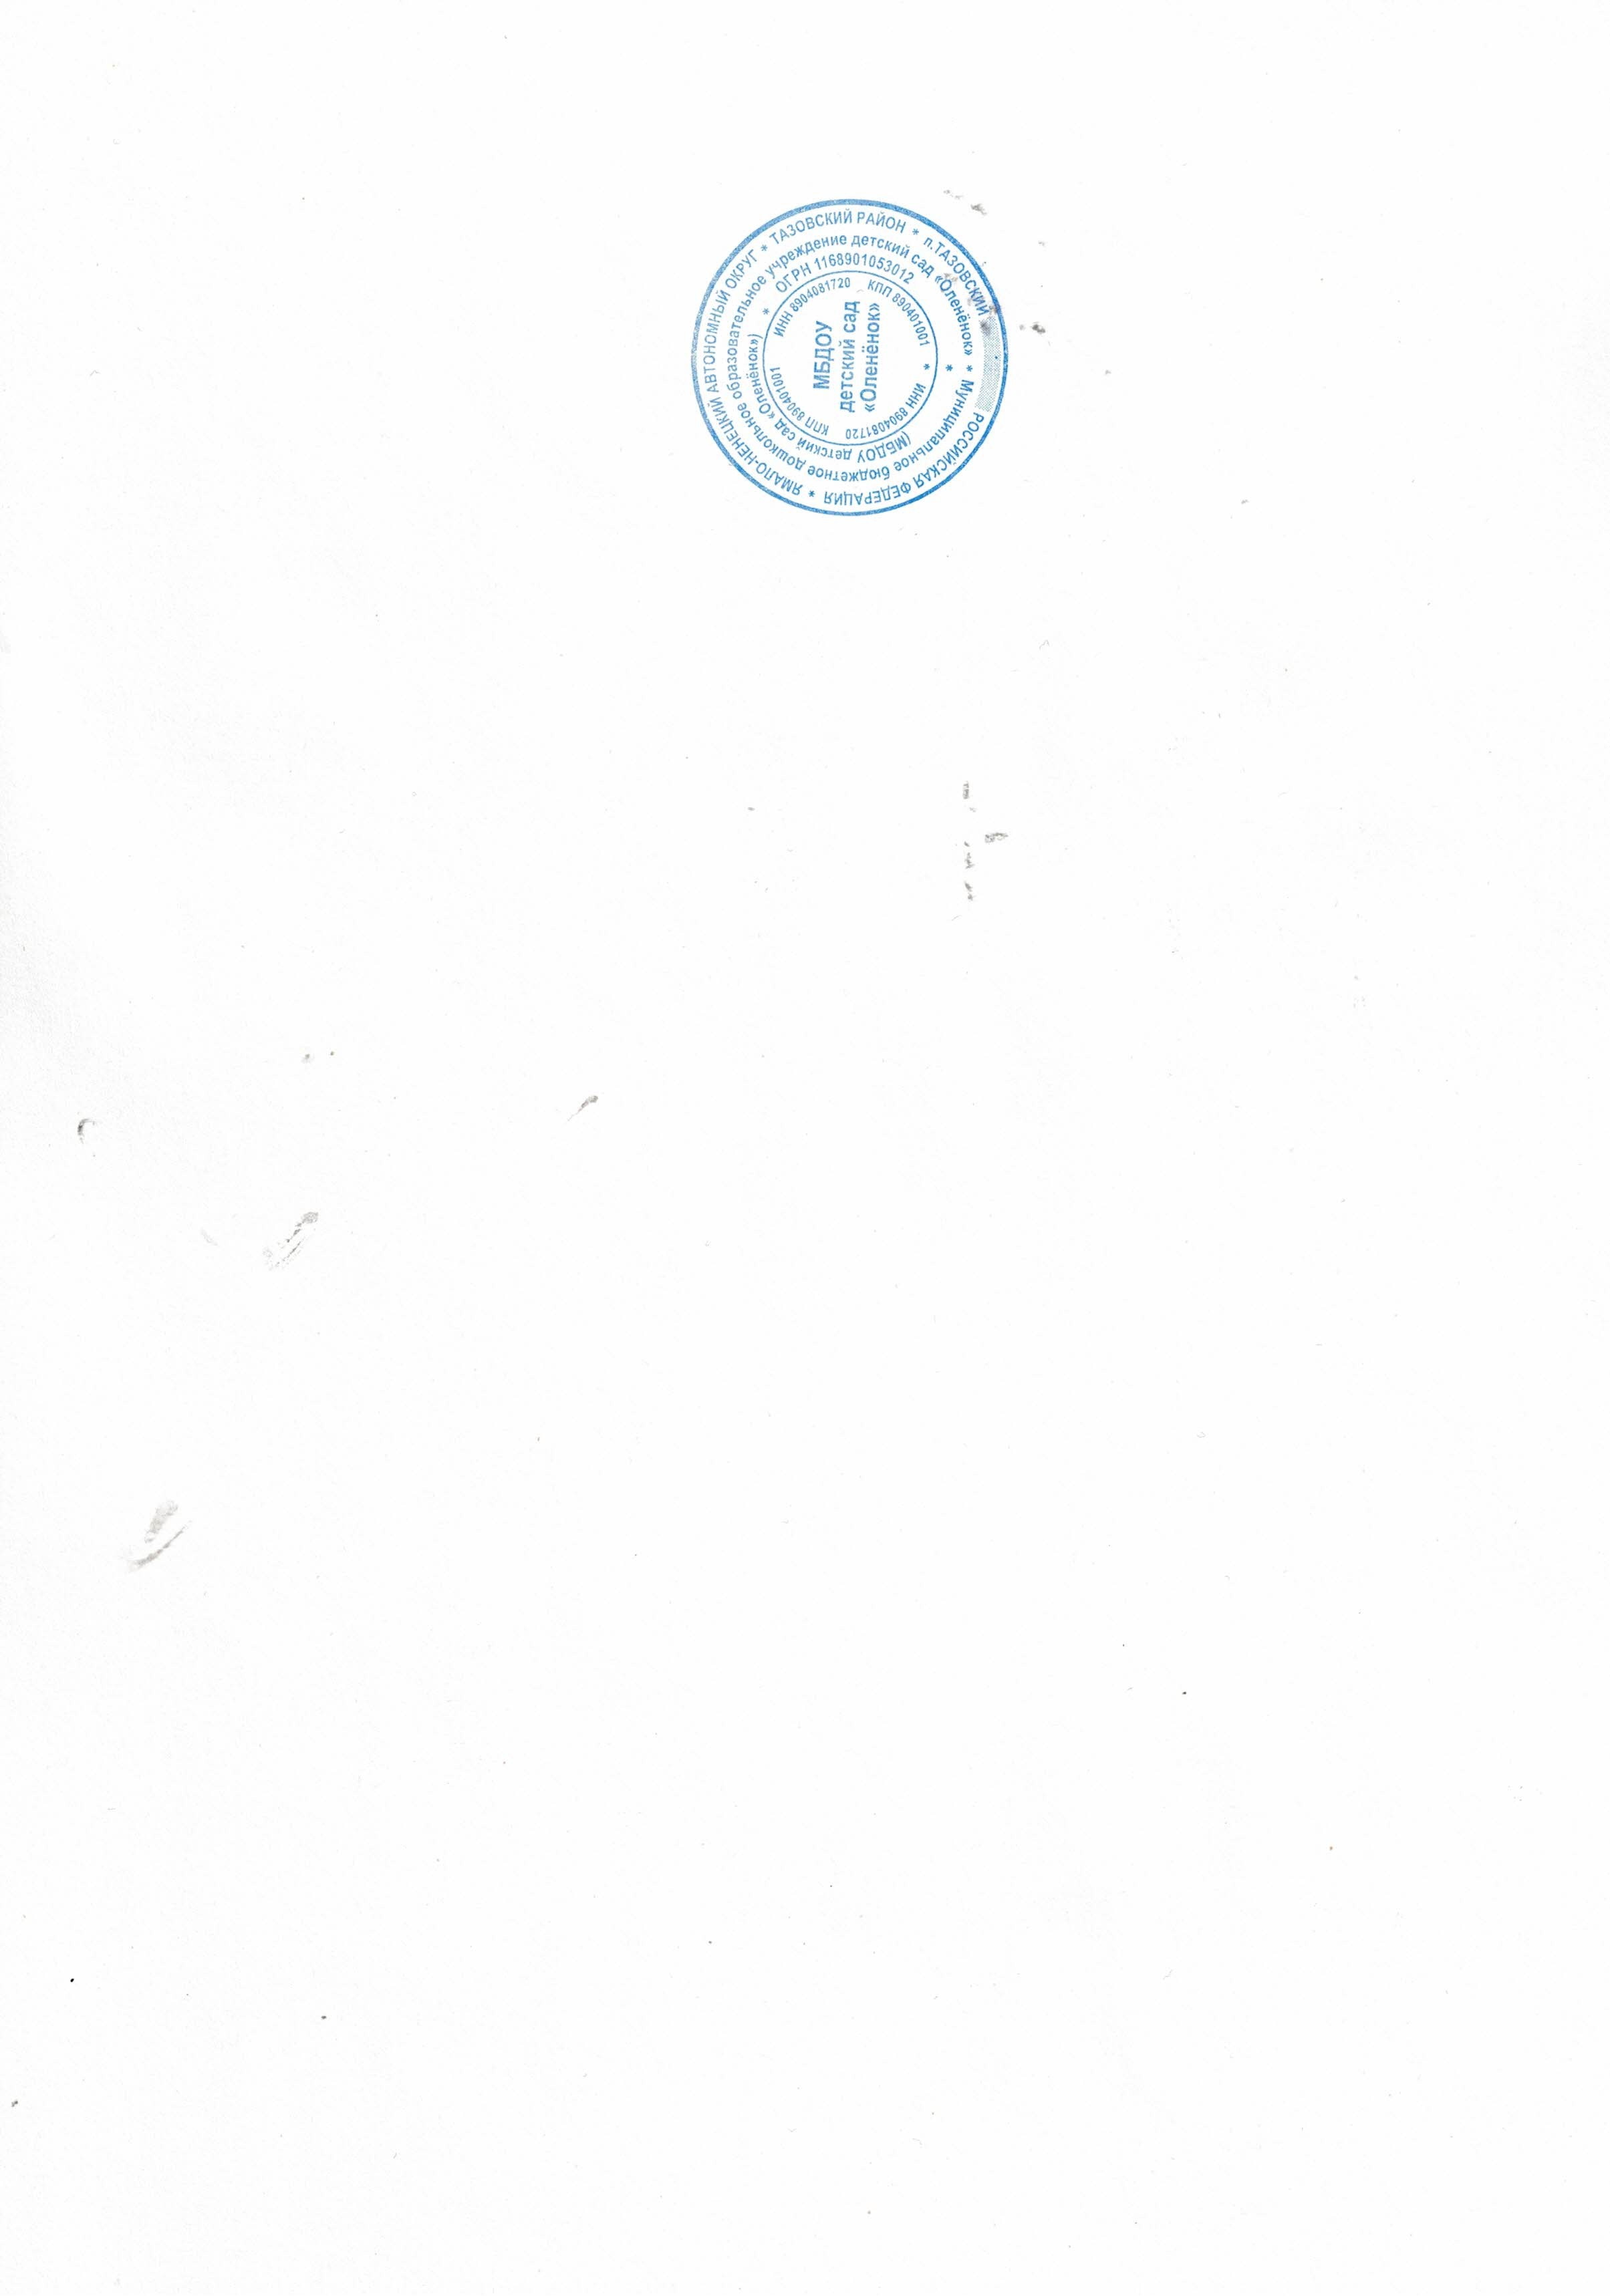 РОССИЙСКАЯ ФЕДЕРАЦИЯ * ЯМАЛО-НЕНЕЦКИЙ АВТОНОМНЫЙ ОКРУГ * ТАЗОВСКИЙ РАЙОН * п.ТАЗОВСКИЙ
* Муниципальное бюджетное дошкольное образовательное учреждение детский сад «Оленёнок»
* (МБДОУ детский сад «Оленёнок») * ОГРН 1168901053012
* ИНН 8904081720 КПП 890401001 ИНН 8904081720 КПП 890401001
МБДОУ
детский сад
«Оленёнок»